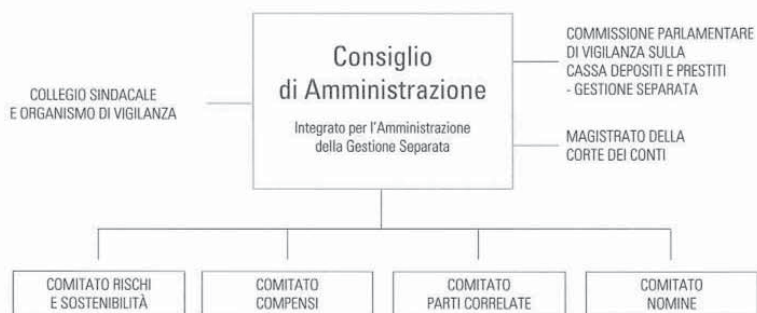 COLLEGIO SINDACALE
E ORGANISMO DI VIGILANZA
Consiglio
di Amministrazione
Integrato per l'Amministrazione
della Gestione Separata
COMMISSIONE PARLAMENTARE
DI VIGILANZA SULLA
CASSA DEPOSITI E PRESTITI
- GESTIONE SEPARATA
MAGISTRATO DELLA
CORTE DEI CONTI
COMITATO RISCHI
E SOSTENIBILITÀ
COMITATO
COMPENSI
COMITATO
PARTI CORRELATE
COMITATO
NOMINE